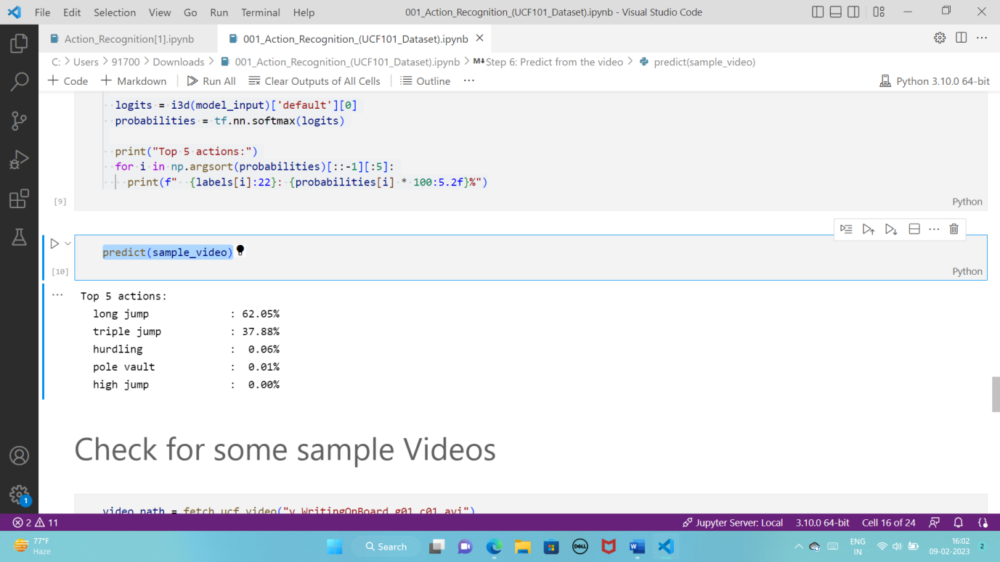 File Edit Selection View Go Run Terminal Help 001_Action_Recognition_(UCF101_Dataset).ipynb - Visual Studio Code
Action_Recognition[1].ipynb 001_Action_Recognition_(UCF101_Dataset).ipynb
C: > Users > 91700 > Downloads > 001_Action_Recognition_(UCF101_Dataset).ipynb > M↓Step 6: Predict from the video > predict(sample_video)
+ Code + Markdown Run All Clear Outputs of All Cells Outline ... Python 3.10.0 64-bit
logits = i3d(model_input)['default'][0]
probabilities = tf.nn.softmax(logits)
print("Top 5 actions:")
for i in np.argsort(probabilities)[::-1][:5]:
print(f"  {labels[i]:22}: {probabilities[i] * 100:5.2f}%")
[9] Python
predict(sample_video)
[10] Python
Top 5 actions:
long jump : 62.05%
triple jump : 37.88%
hurdling : 0.06%
pole vault : 0.01%
high jump : 0.00%
Check for some sample Videos
video_path = fetch_ucf_video("v_WritingOnBoard_g01_c01.avi")
1
2 11 Jupyter Server: Local 3.10.0 64-bit Cell 16 of 24
77°F
Haze
Search
DELL
W
ENG
IN
16:02
09-02-2023
2